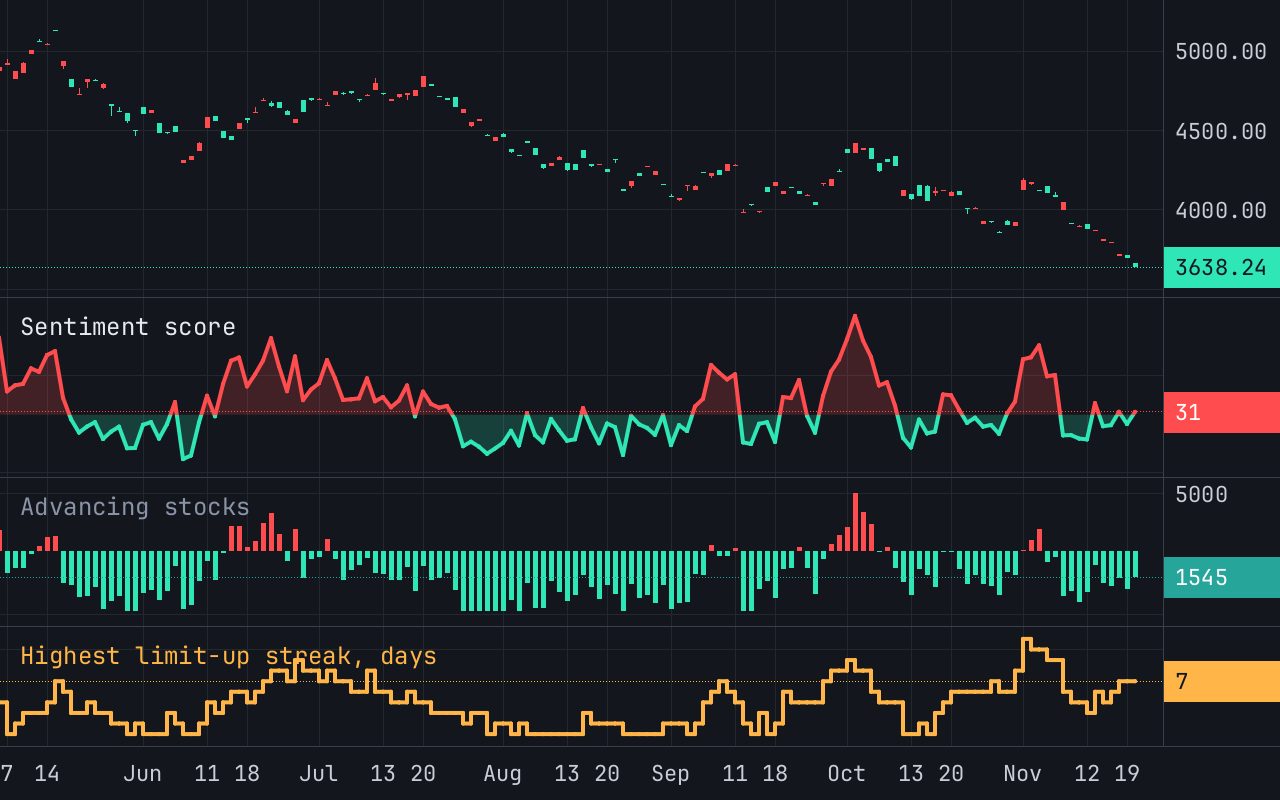 5000.00
4500.00
4000.00
3638.24
Sentiment score
31
Advancing stocks
5000
1545
Highest limit-up streak, days
7
7 14 Jun 11 18 Jul 13 20 Aug 13 20 Sep 11 18 Oct 13 20 Nov 12 19